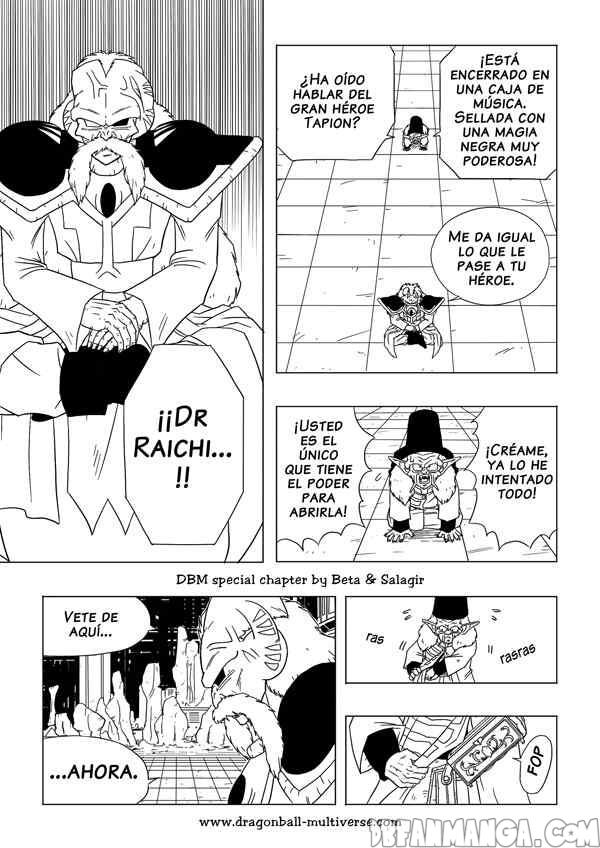 ¡¡DR
RAICHI...
!!
¿HA OÍDO
HABLAR DEL
GRAN HÉROE
TAPION?
¡ESTÁ
ENCERRADO EN
UNA CAJA DE
MÚSICA.
SELLADA CON
UNA MAGIA
NEGRA MUY
PODEROSA!
ME DA IGUAL
LO QUE LE
PASE A TU
HÉROE.
¡USTED
ES EL
ÚNICO
QUE TIENE
EL PODER
PARA
ABRIRLA!
¡CRÉAME,
YA LO HE
INTENTADO
TODO!
DBM special chapter by Beta & Salagir
VETE DE
AQUÍ...
...AHORA.
ras
rasras
FOP
www.dragonball-multiverse.com
DBFANMANGA.COM